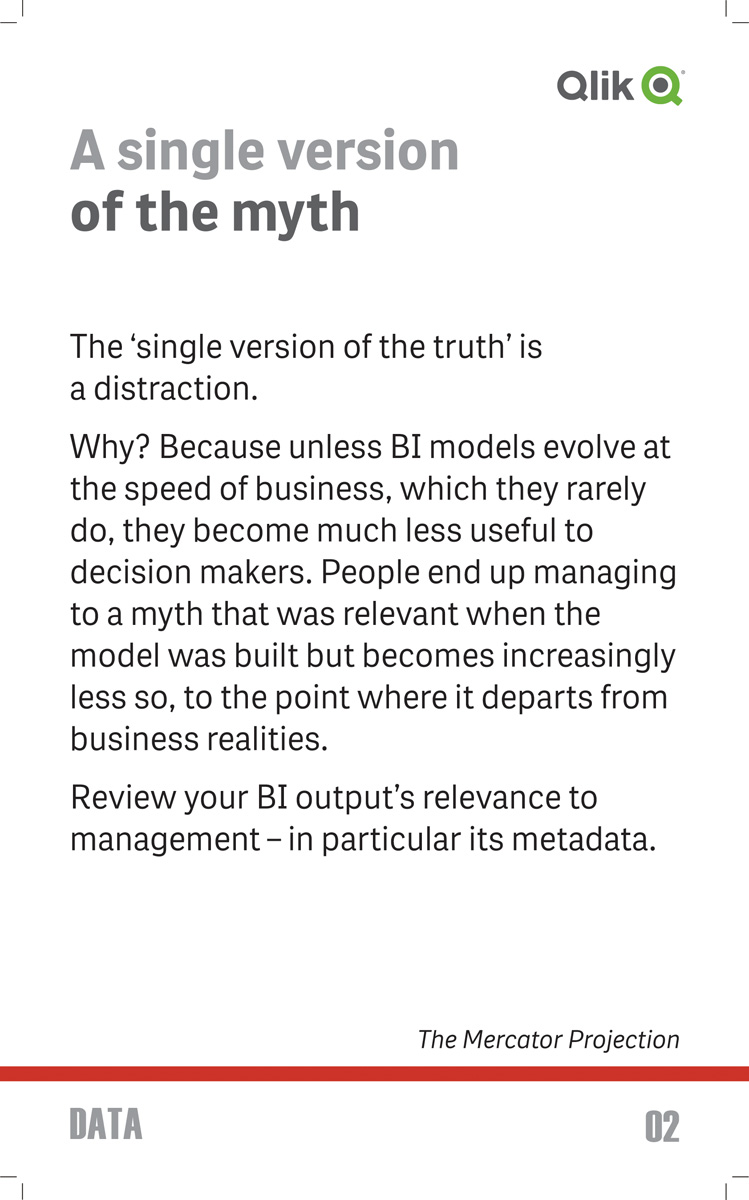 Qlik
A single version
of the myth
The ‘single version of the truth’ is
a distraction.
Why? Because unless BI models evolve at
the speed of business, which they rarely
do, they become much less useful to
decision makers. People end up managing
to a myth that was relevant when the
model was built but becomes increasingly
less so, to the point where it departs from
business realities.
Review your BI output’s relevance to
management – in particular its metadata.
The Mercator Projection
DATA
02